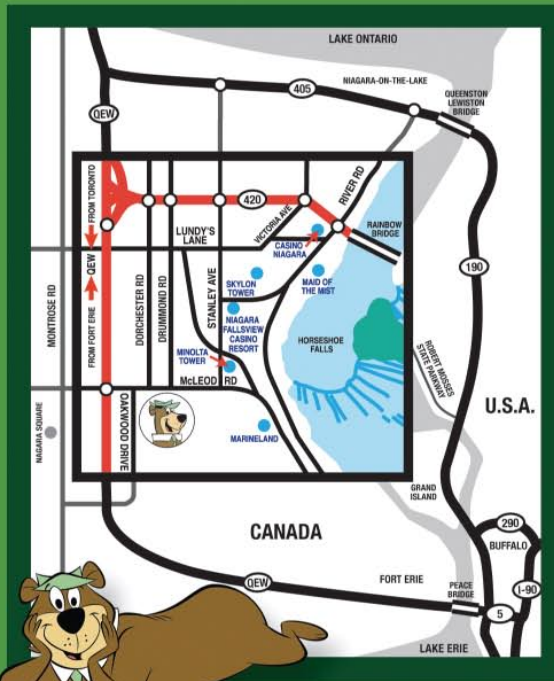 LAKE ONTARIO
NIAGARA-ON-THE-LAKE
405
QUEENSTON
LEWISTON
BRIDGE
QEW
FROM TORONTO
RIVER RD
420
VICTORIA AVE
LUNDY'S
LANE
RAINBOW
BRIDGE
CASINO
NIAGARA
QEW
190
SKYLON
TOWER
MAID OF
THE MIST
MONTROSE RD
FROM FORT ERIE
DORCHESTER RD
DRUMMOND RD
STANLEY AVE
NIAGARA
FALLSVIEW
CASINO
RESORT
HORSESHOE
FALLS
MINOLTA
TOWER
McLEOD RD
ROBERT MOSSES
STATE PARKWAY
U.S.A.
NAGARA SQUARE
OAKWOOD DRIVE
MARINELAND
GRAND
ISLAND
CANADA
290
BUFFALO
QEW
FORT ERIE
PEACE
BRIDGE
I-90
5
LAKE ERIE